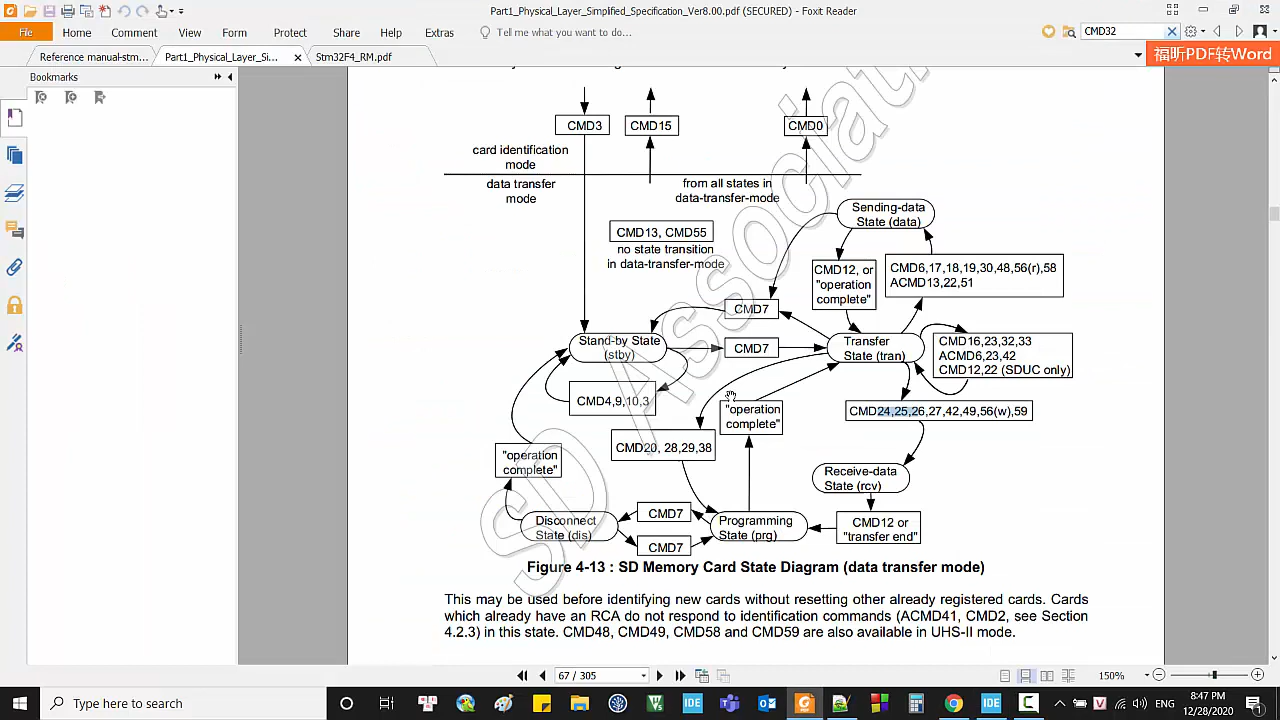 Part1_Physical_Layer_Simplified_Specification_Ver6.00.pdf (SECURED) - Foxit Reader
File Home Comment View Form Protect Share Help Extras Tell me what you want to do... CMD32
Reference manual-stm... Part1_Physical_Layer_Si... Stm32F4_RM.pdf 福昕PDF转Word
Bookmarks
CMD3 CMD15 CMD0
card identification
mode
data transfer
mode
from all states in
data-transfer-mode
Sending-data
State (data)
CMD13, CMD55
no state transition
in data-transfer-mode
CMD12, or
"operation
complete"
CMD6,17,18,19,30,48,56(r),58
ACMD13,22,51
CMD7
Stand-by State
(stby)
CMD7
Transfer
State (tran)
CMD16,23,32,33
ACMD6,23,42
CMD12,22 (SDUC only)
CMD4,9,10,3
"operation
complete"
CMD24,25,26,27,42,49,56(w),59
CMD20, 28,29,38
"operation
complete"
Receive-data
State (rcv)
CMD7
Disconnect
State (dis)
Programming
State (prg)
CMD12 or
"transfer end"
CMD7
Figure 4-13 : SD Memory Card State Diagram (data transfer mode)
This may be used before identifying new cards without resetting other already registered cards. Cards
which already have an RCA do not respond to identification commands (ACMD41, CMD2, see Section
4.2.3) in this state. CMD48, CMD49, CMD58 and CMD59 are also available in UHS-II mode.
SD Associat
67 / 305 150%
Type here to search
ENG
8:47 PM
12/28/2020